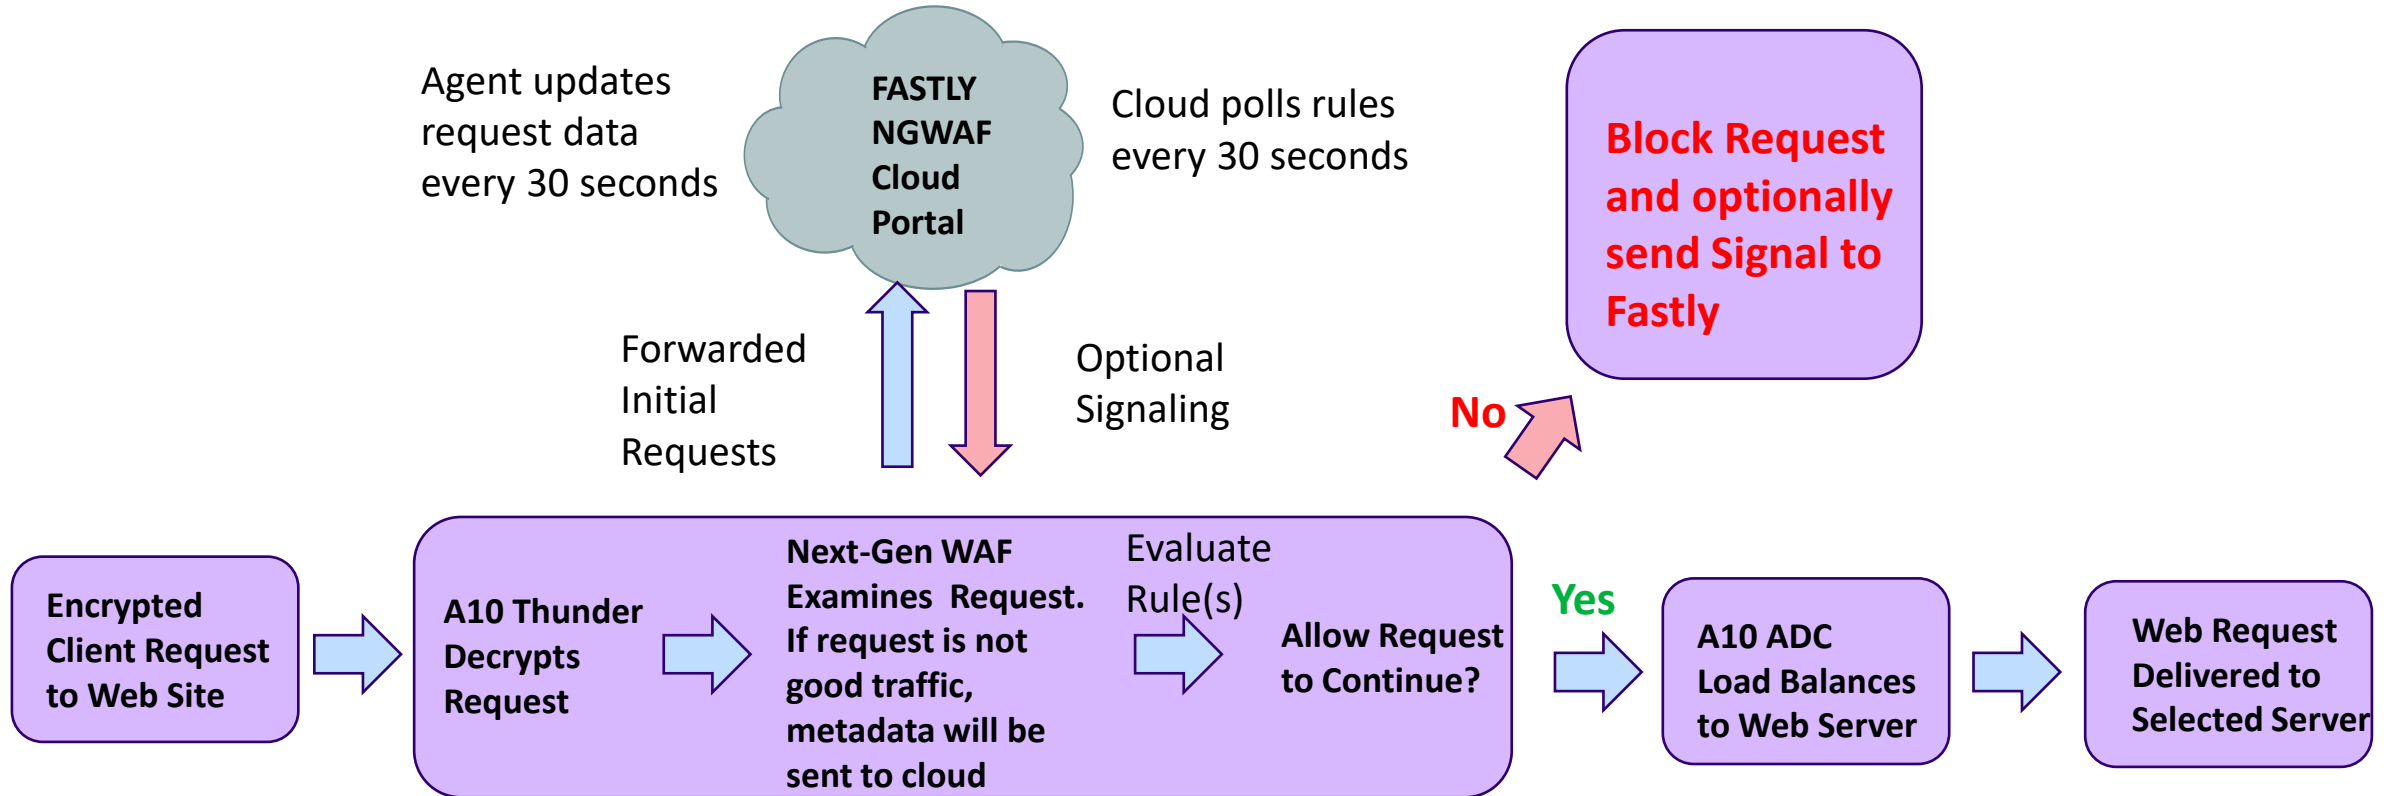 Agent updates
request data
every 30 seconds
FASTLY
NGWAF
Cloud
Portal
Cloud polls rules
every 30 seconds
Block Request
and optionally
send Signal to
Fastly
Forwarded
Initial
Requests
Optional
Signaling
No
Encrypted
Client Request
to Web Site
A10 Thunder
Decrypts
Request
Next-Gen WAF
Examines  Request.
If request is not
good traffic,
metadata will be
sent to cloud
Evaluate
Rule(s)
Allow Request
to Continue?
Yes
A10 ADC
Load Balances
to Web Server
Web Request
Delivered to
Selected Server